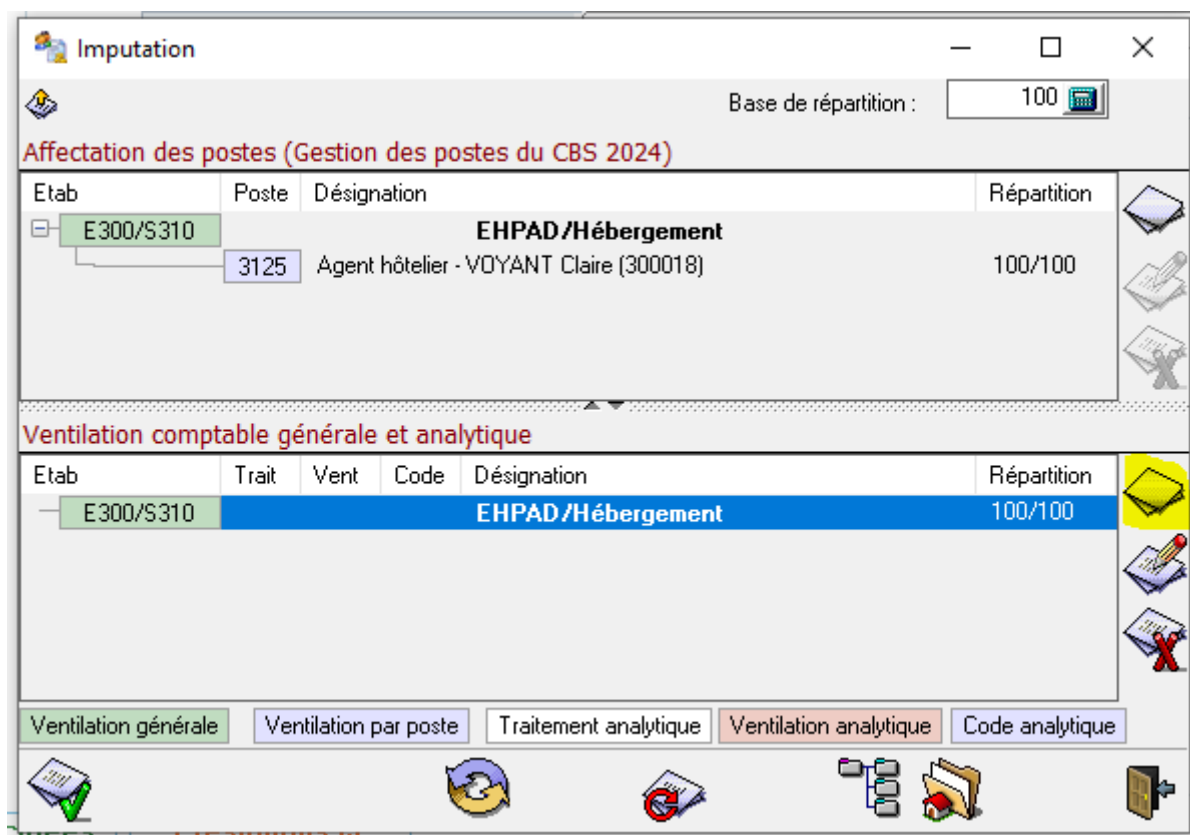 Imputation
Base de répartition : 100
Affectation des postes (Gestion des postes du CBS 2024)
Etab Poste Désignation Répartition
E300/S310 EHPAD/Hébergement
3125 Agent hôtelier - VOYANT Claire (300018) 100/100
Ventilation comptable générale et analytique
Etab Trait Vent Code Désignation Répartition
E300/S310 EHPAD/Hébergement 100/100
Ventilation générale Ventilation par poste Traitement analytique Ventilation analytique Code analytique